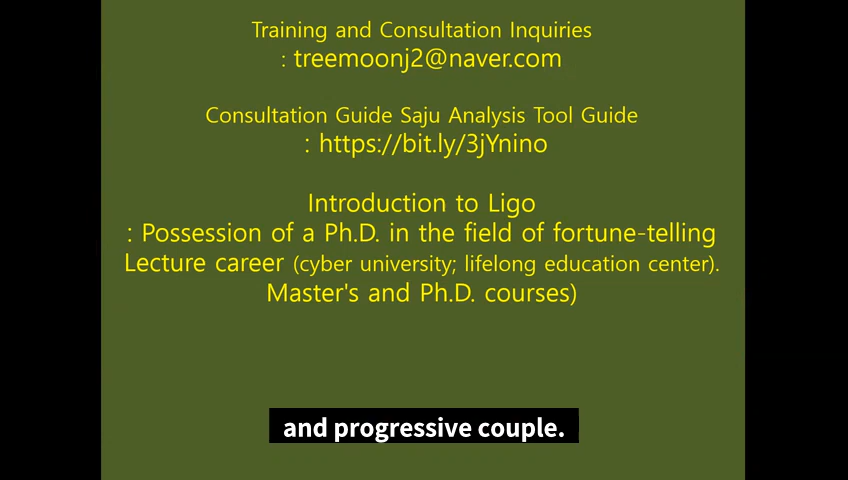 Training and Consultation Inquiries
: treemoonj2@naver.com
Consultation Guide Saju Analysis Tool Guide
: https://bit.ly/3jYnino
Introduction to Ligo
: Possession of a Ph.D. in the field of fortune-telling
Lecture career (cyber university; lifelong education center).
Master's and Ph.D. courses)
and progressive couple.